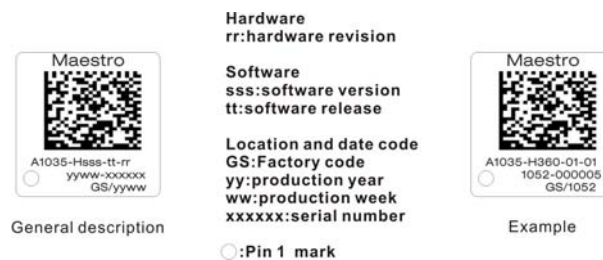 Maestro
A1035-Hsss-tt-rr
yyww-xxxxxx
GS/yyww
General description
Hardware
rr:hardware revision
Software
sss:software version
tt:software release
Location and date code
GS:Factory code
yy:production year
ww:production week
xxxxxx:serial number
:Pin 1 mark
Maestro
A1035-H360-01-01
1052-000005
GS/1052
Example